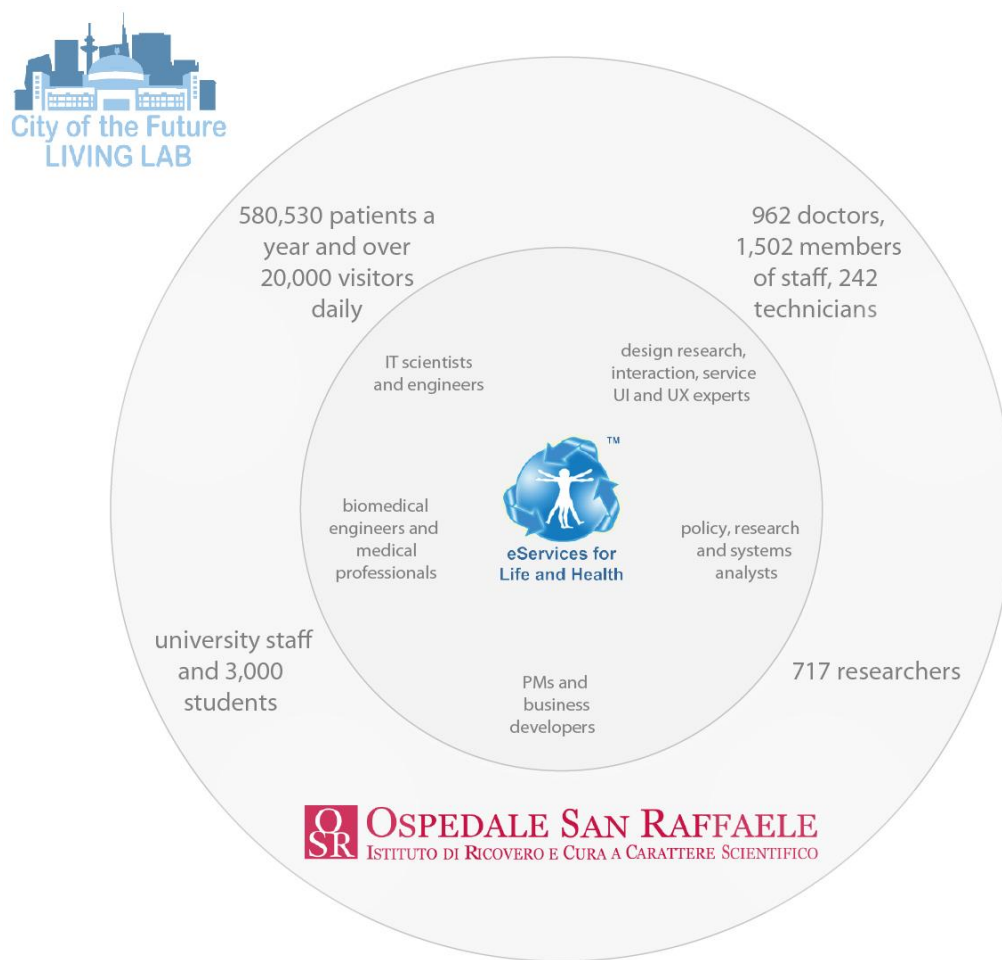 City of the Future
LIVING LAB
580,530 patients a
year and over
20,000 visitors
daily
962 doctors,
1,502 members
of staff, 242
technicians
IT scientists
and engineers
design research,
interaction, service
UI and UX experts
TM
eServices for
Life and Health
biomedical
engineers and
medical
professionals
policy, research
and systems
analysts
university staff
and 3,000
students
PMs and
business
developers
717 researchers
OSR
OSPEDALE SAN RAFFAELE
ISTITUTO DI RICOVERO E CURA A CARATTERE SCIENTIFICO